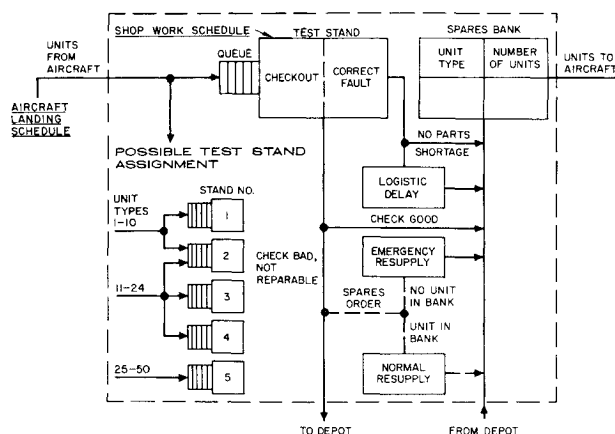 SHOP WORK SCHEDULE
TEST STAND
SPARES BANK
UNITS
FROM
AIRCRAFT
QUEUE
CHECKOUT
CORRECT
FAULT
UNIT
TYPE
NUMBER
OF UNITS
UNITS TO
AIRCRAFT
AIRCRAFT
LANDING
SCHEDULE
POSSIBLE TEST STAND
ASSIGNMENT
NO PARTS
SHORTAGE
LOGISTIC
DELAY
UNIT
TYPES
1-10
STAND NO.
1
2
3
4
5
11-24
25-50
CHECK GOOD
CHECK BAD,
NOT
REPARABLE
EMERGENCY
RESUPPLY
SPARES
ORDER
NO UNIT
IN BANK
UNIT IN
BANK
NORMAL
RESUPPLY
TO DEPOT
FROM DEPOT